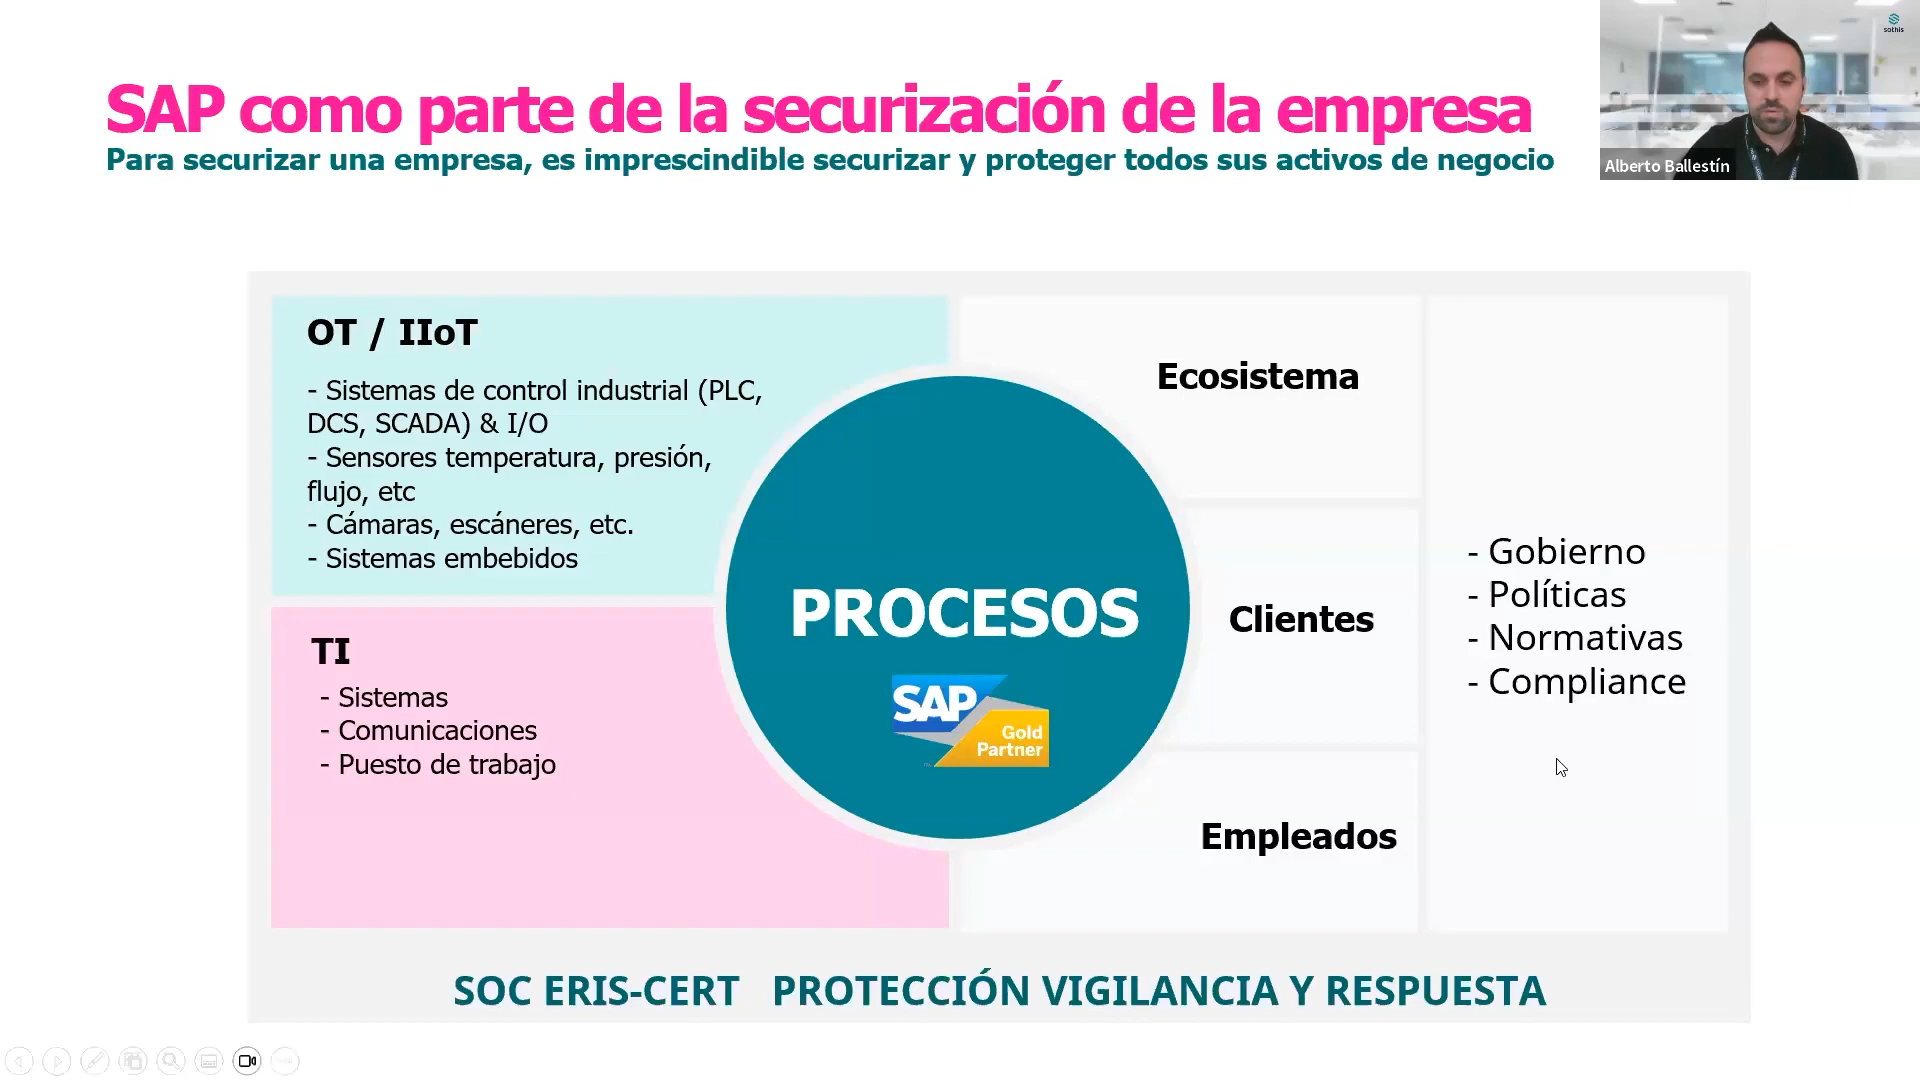 sothis
SAP como parte de la securización de la empresa
Para securizar una empresa, es imprescindible securizar y proteger todos sus activos de negocio
Alberto Ballestín
OT / IIoT
- Sistemas de control industrial (PLC,
DCS, SCADA) & I/O
- Sensores temperatura, presión,
flujo, etc
- Cámaras, escáneres, etc.
- Sistemas embebidos
TI
- Sistemas
- Comunicaciones
- Puesto de trabajo
PROCESOS
SAP
Gold
Partner
Ecosistema
Clientes
Empleados
- Gobierno
- Políticas
- Normativas
- Compliance
SOC ERIS-CERT PROTECCIÓN VIGILANCIA Y RESPUESTA